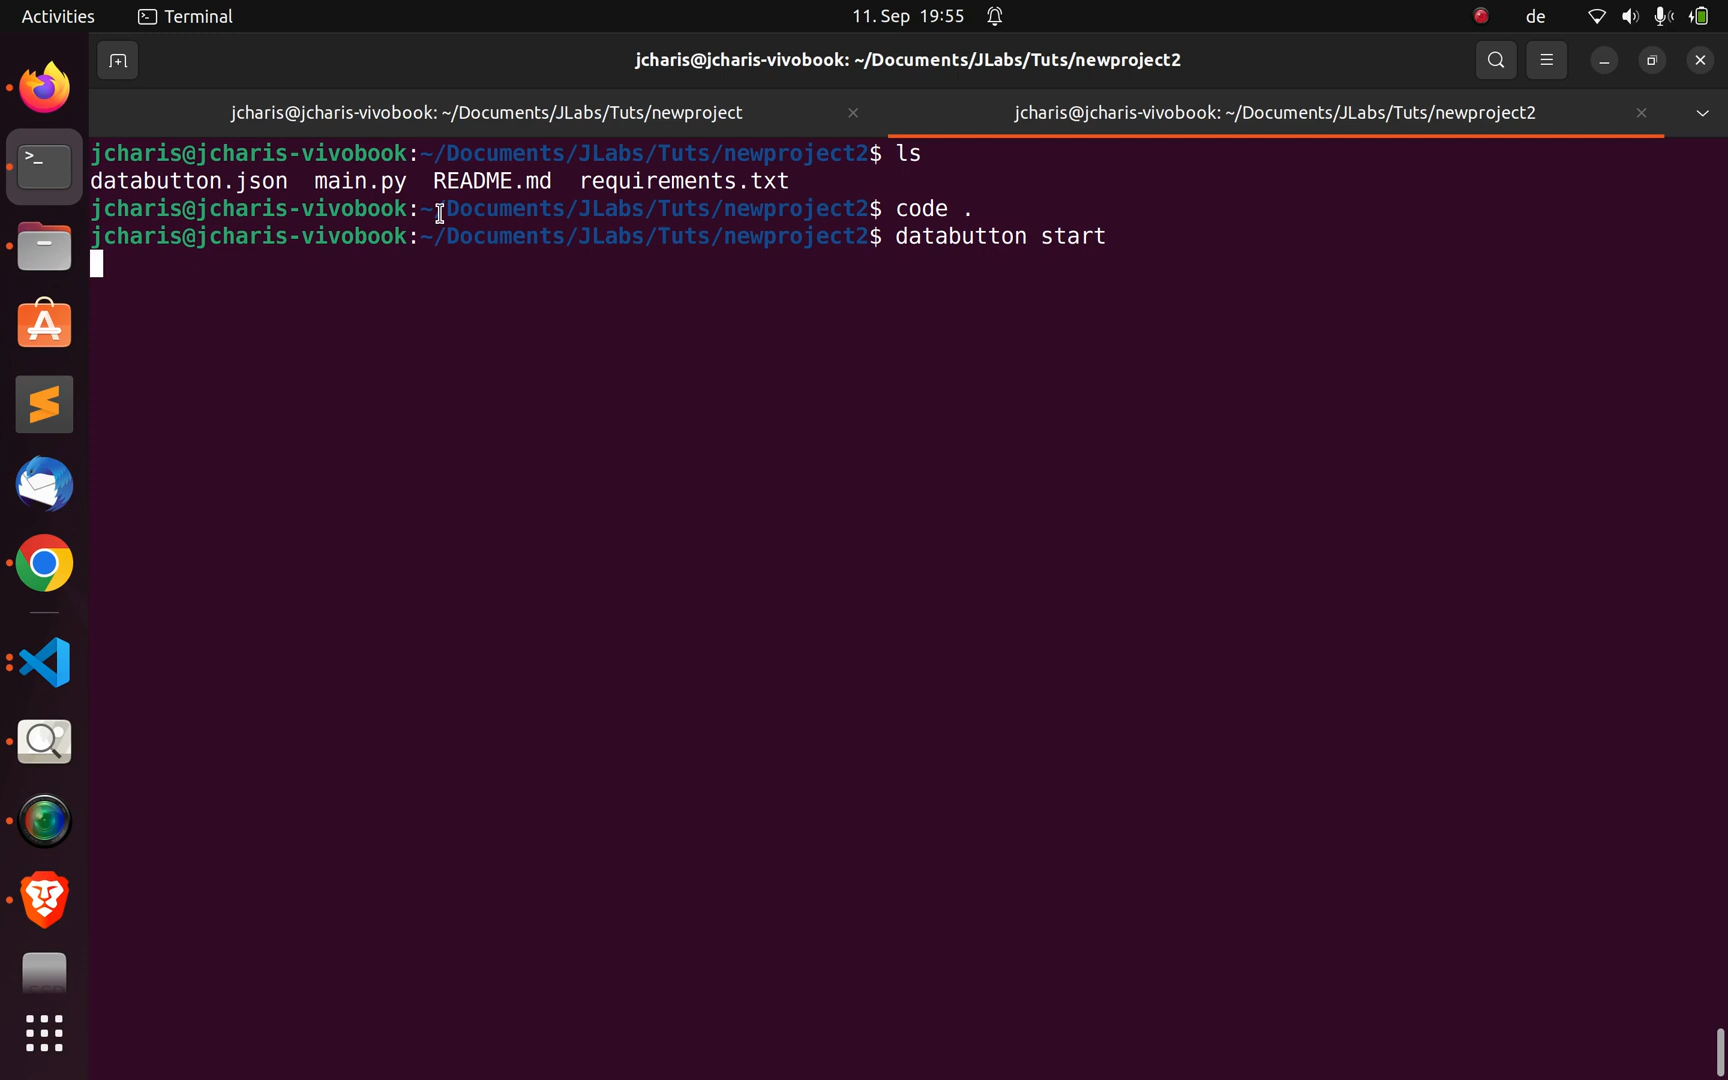 Activities Terminal 11. Sep 19:55 de
jcharis@jcharis-vivobook: ~/Documents/JLabs/Tuts/newproject2
jcharis@jcharis-vivobook: ~/Documents/JLabs/Tuts/newproject jcharis@jcharis-vivobook: ~/Documents/JLabs/Tuts/newproject2
jcharis@jcharis-vivobook:~/Documents/JLabs/Tuts/newproject2$ ls
databutton.json main.py README.md requirements.txt
jcharis@jcharis-vivobook:~/Documents/JLabs/Tuts/newproject2$ code .
jcharis@jcharis-vivobook:~/Documents/JLabs/Tuts/newproject2$ databutton start